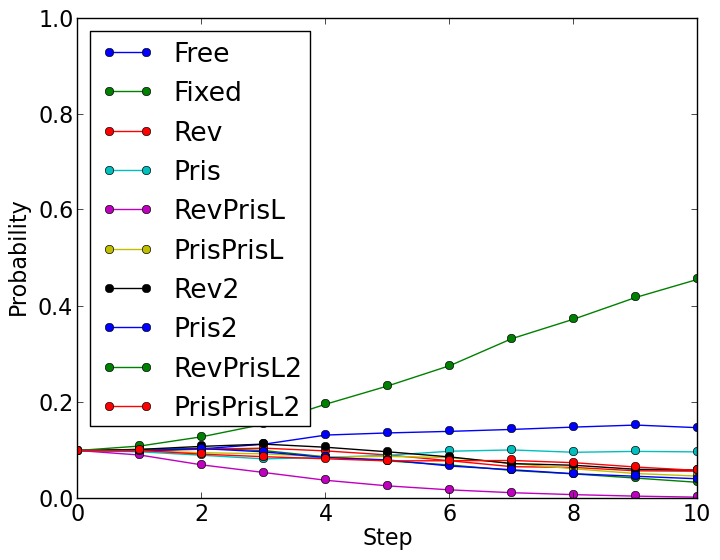 1.0
0.8
0.6
0.4
0.2
0.0
Probability
Free
Fixed
Rev
Pris
RevPrisL
PrisPrisL
Rev2
Pris2
RevPrisL2
PrisPrisL2
0 2 4 6 8 10
Step